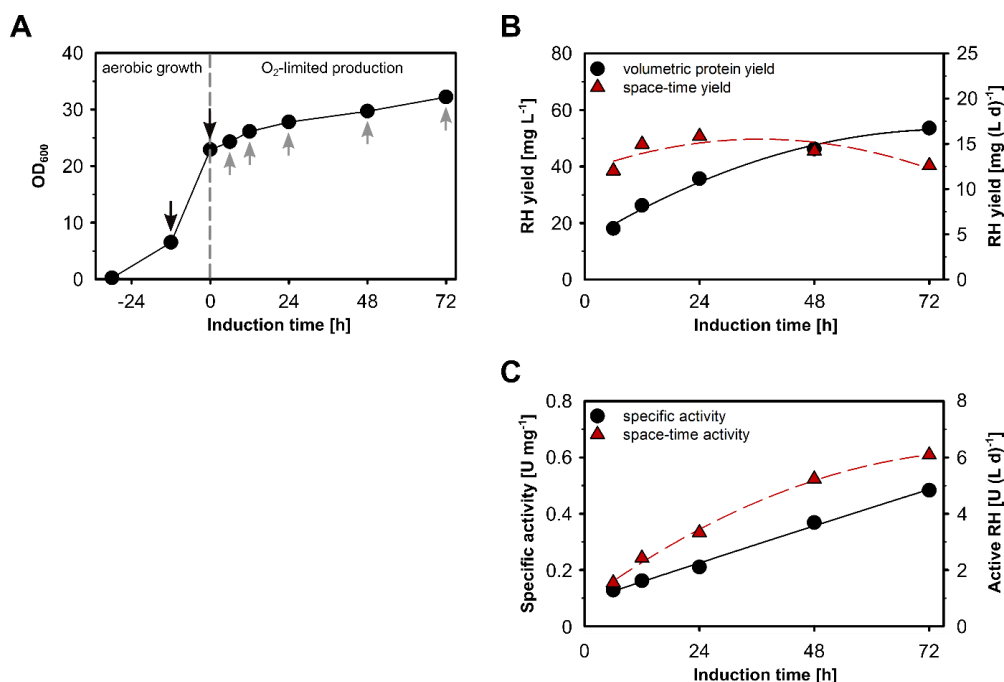 A
aerobic growth
O₂-limited production
OD₆₀₀
40
30
20
10
0
-24
0
24
48
72
Induction time [h]
B
volumetric protein yield
space-time yield
RH yield [mg L⁻¹]
80
60
40
20
0
RH yield [mg (L d)⁻¹]
25
20
15
10
5
0
0
24
48
72
Induction time [h]
C
specific activity
space-time activity
Specific activity [U mg⁻¹]
0.8
0.6
0.4
0.2
0
Active RH [U (L d)⁻¹]
8
6
4
2
0
0
24
48
72
Induction time [h]